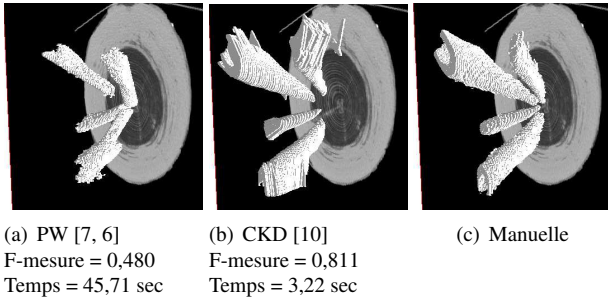 (a) PW [7, 6]
F-mesure = 0,480
Temps = 45,71 sec
(b) CKD [10]
F-mesure = 0,811
Temps = 3,22 sec
(c) Manuelle